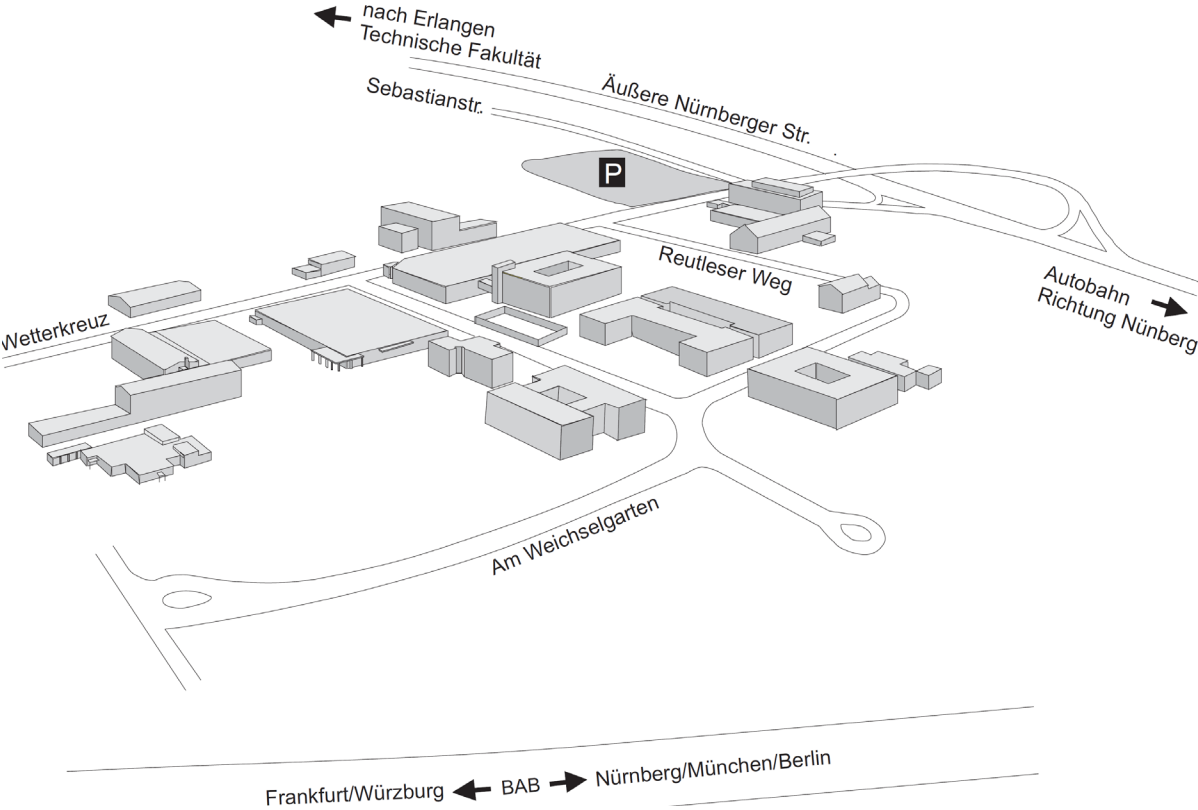 nach Erlangen
Technische Fakultät
Äußere Nürnberger Str.
Sebastianstr.
P
Reutleser Weg
Autobahn
Richtung Nünberg
Wetterkreuz
Am Weichselgarten
Frankfurt/Würzburg BAB Nürnberg/München/Berlin